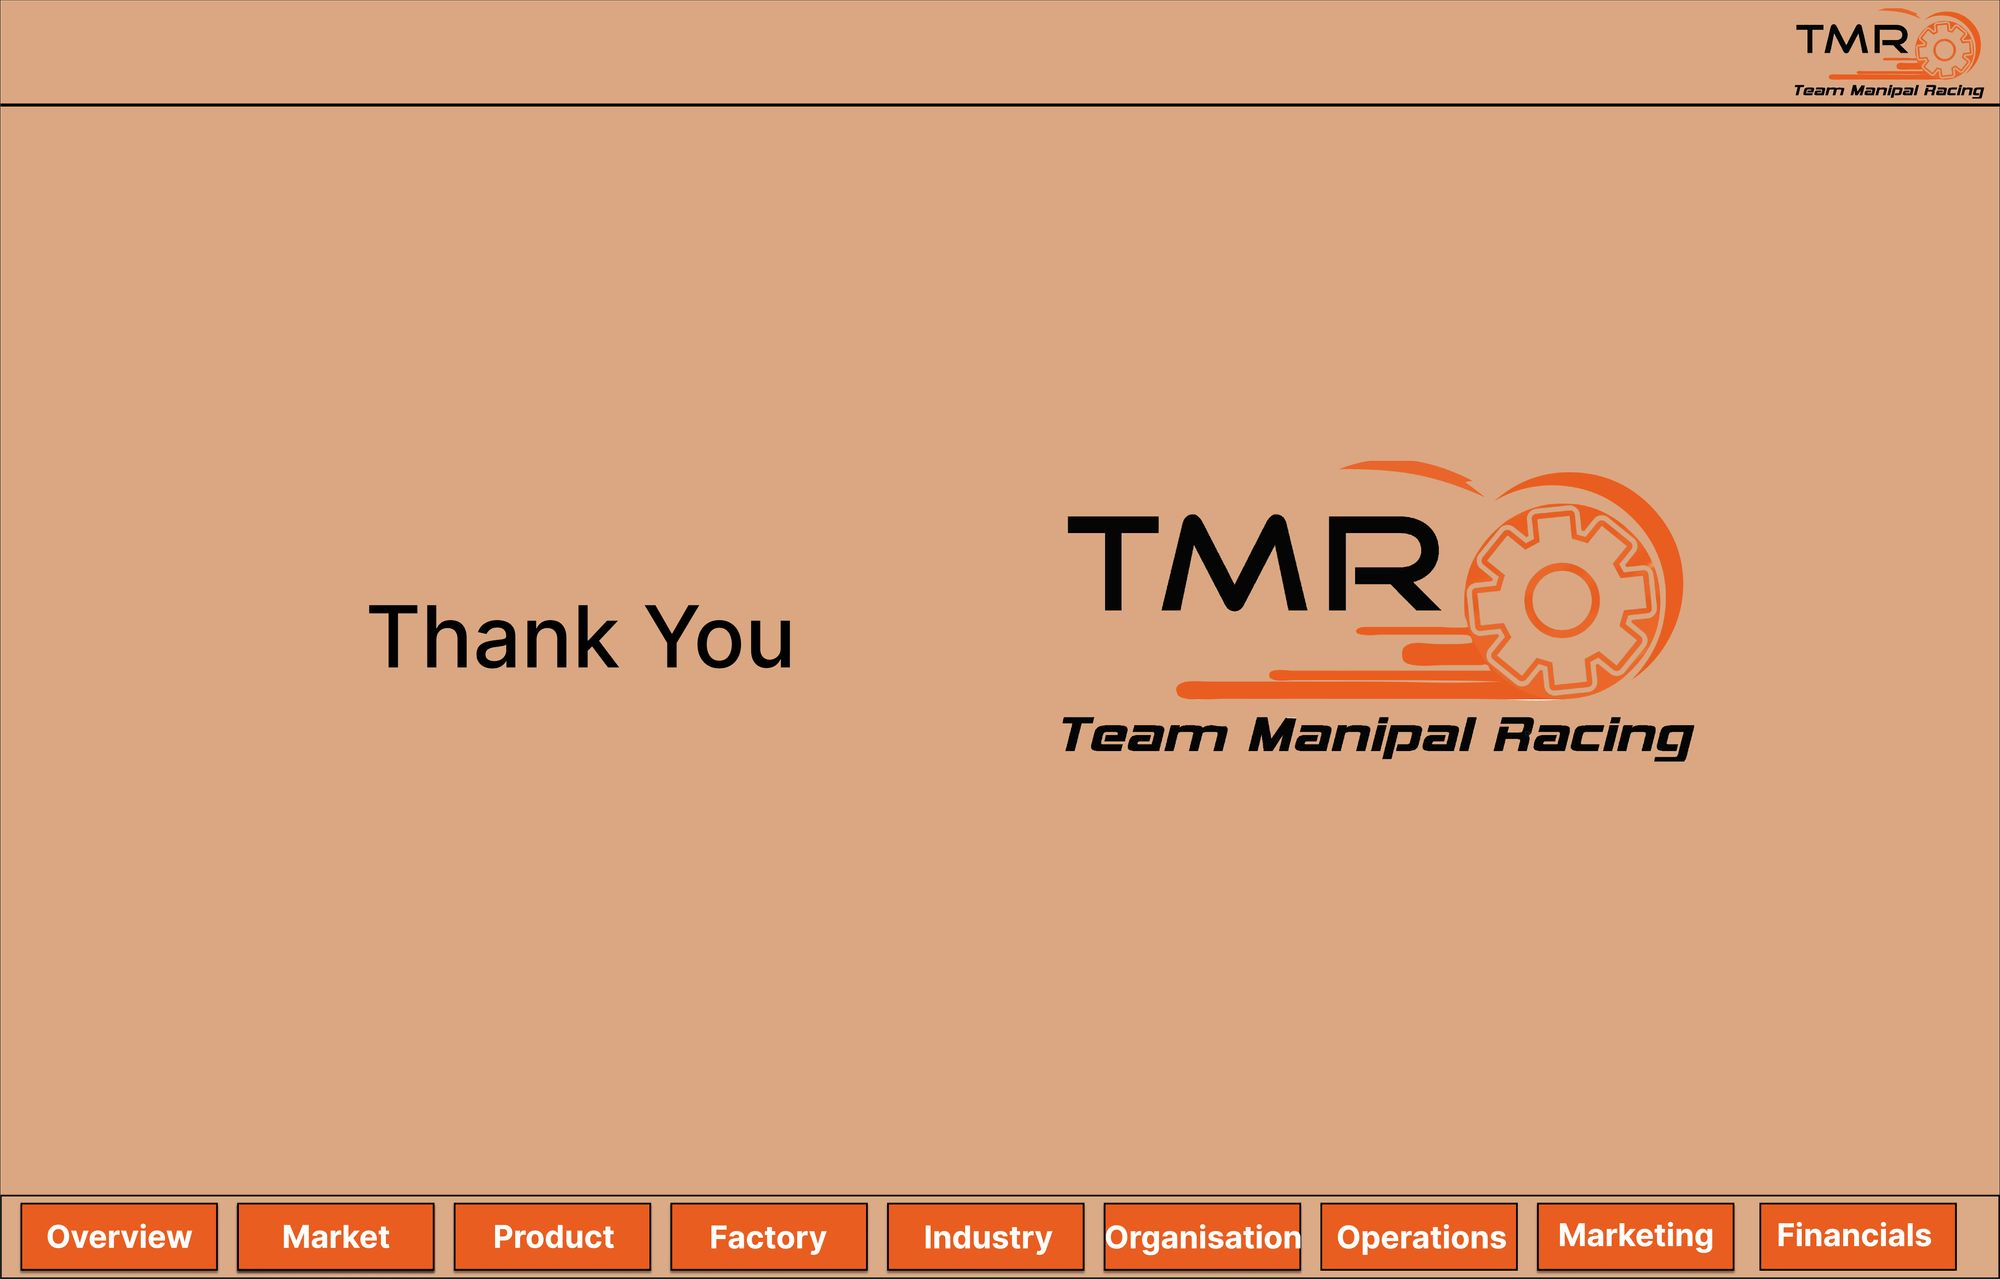 TMR
Team Manipal Racing
Thank You
TMR
Team Manipal Racing
Overview
Market
Product
Factory
Industry
Organisation
Operations
Marketing
Financials